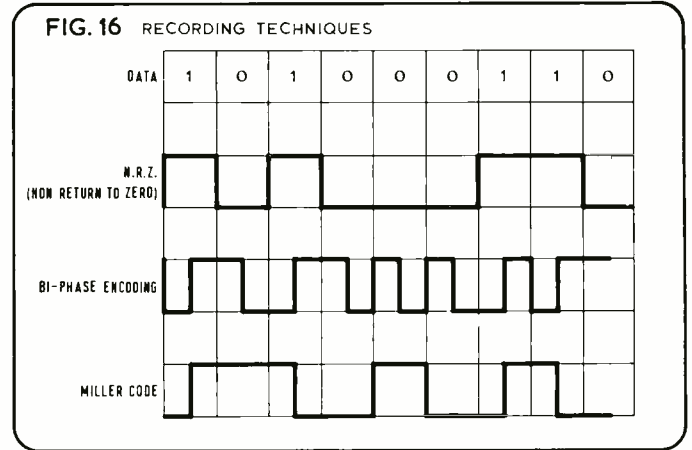 FIG. 16 RECORDING TECHNIQUES
DATA 1 0 1 0 0 0 1 1 0
N.R.Z.
(NON RETURN TO ZERO)
BI-PHASE ENCODING
MILLER CODE